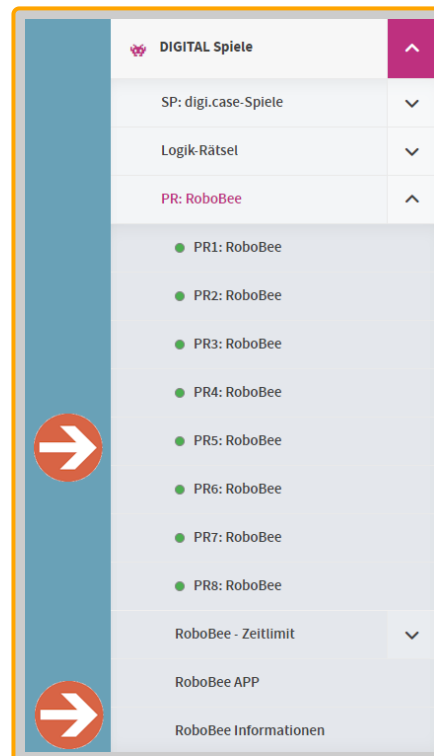 DIGITAL Spiele
SP: digi.case-Spiele
Logik-Rätsel
PR: RoboBee
PR1: RoboBee
PR2: RoboBee
PR3: RoboBee
PR4: RoboBee
PR5: RoboBee
PR6: RoboBee
PR7: RoboBee
PR8: RoboBee
RoboBee - Zeitlimit
RoboBee APP
RoboBee Informationen